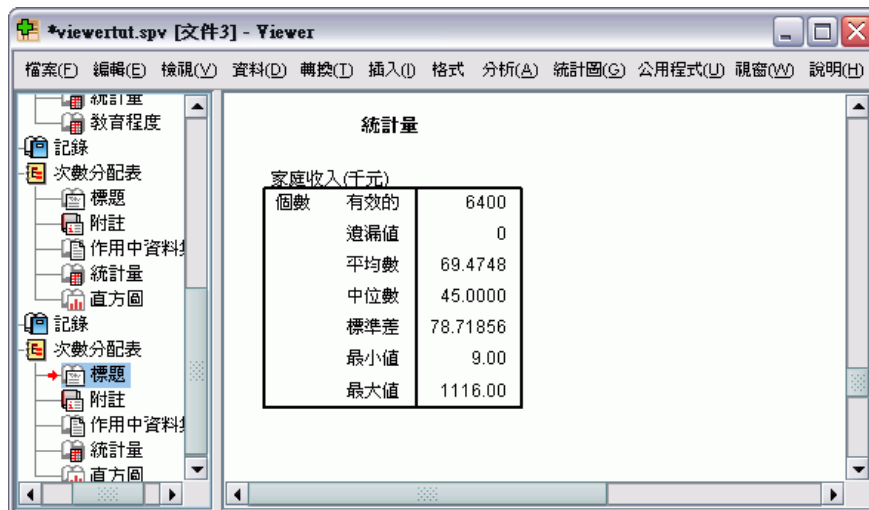 *viewertut.spv [文件3] - Viewer
檔案(F) 編輯(E) 檢視(V) 資料(D) 轉換(T) 插入(I) 格式 分析(A) 統計圖(G) 公用程式(U) 視窗(W) 說明(H)
統計量
教育程度
記錄
次數分配表
標題
附註
作用中資料集
統計量
直方圖
記錄
次數分配表
標題
附註
作用中資料集
統計量
直方圖
統計量
家庭收入(千元)
個數 有效的 6400
遺漏值 0
平均數 69.4748
中位數 45.0000
標準差 78.71856
最小值 9.00
最大值 1116.00